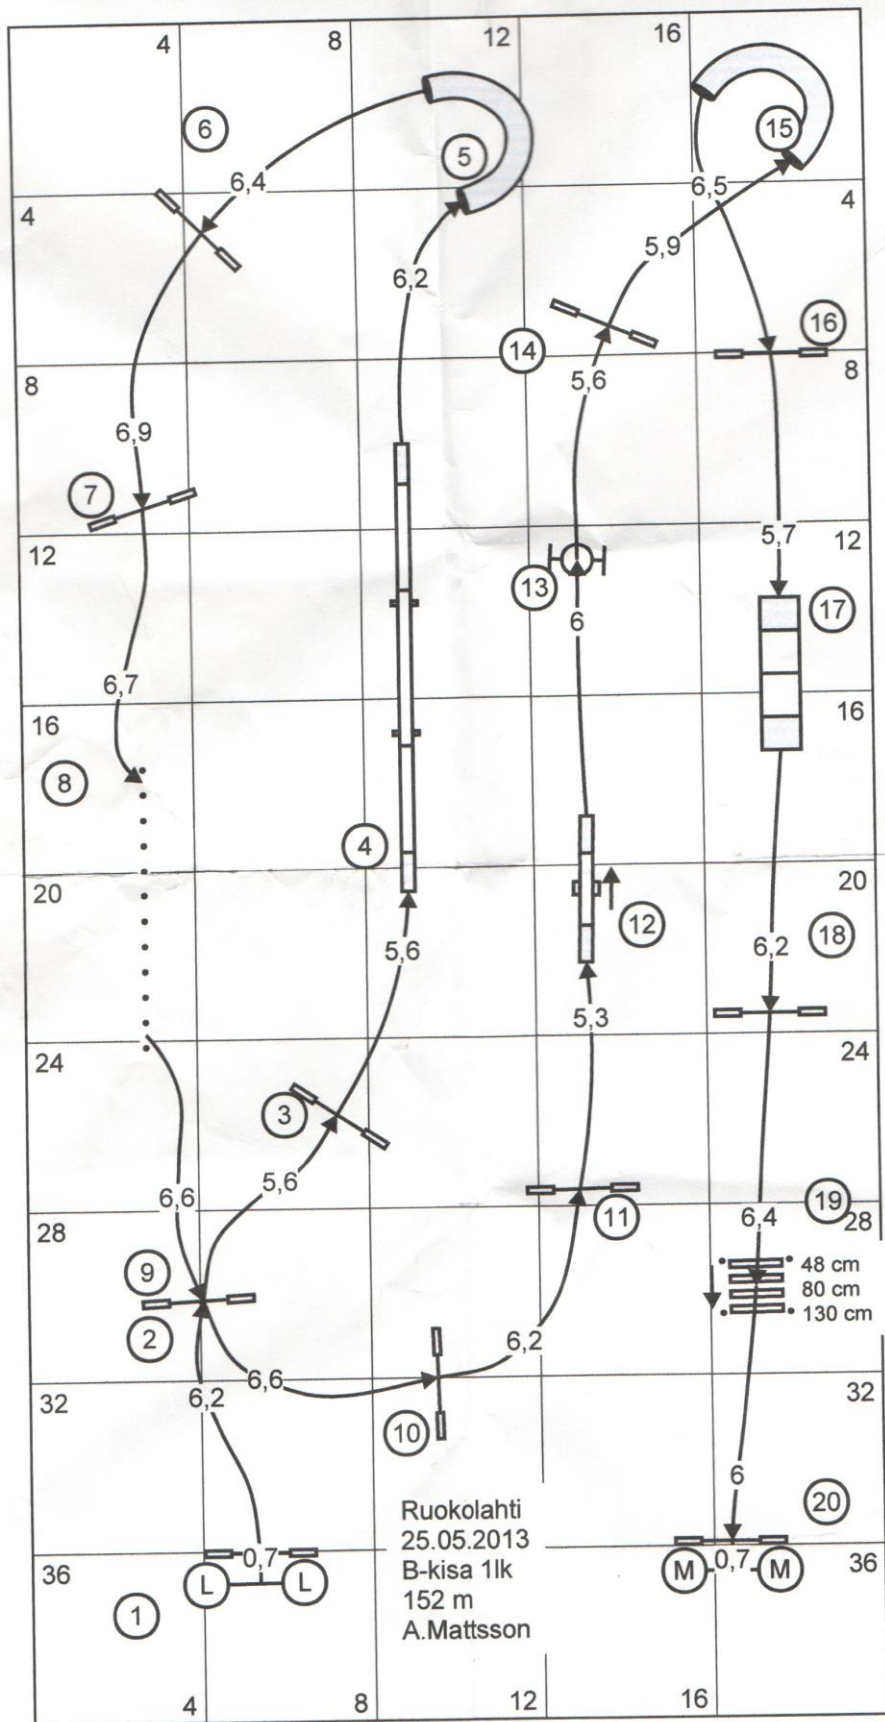 4 8 12 16
6
5
15
4 6,4 6,5 4
5,9
6,2
14 16
8 5,6 8
6,9
7
12 5,7 12
13 17
6
6,7
16 16
8
4
20 20
12 18
5,6 6,2
5,3
24 24
3
6,6 5,6
11 19
28 6,4 28
9 48 cm
80 cm
2 130 cm
6,2
6,6
32 6,2 32
10
6
20
Ruokolahti
25.05.2013
0,7 B-kisa 1lk 0,7
36 L L 152 m M M 36
1 A.Mattsson
4 8 12 16